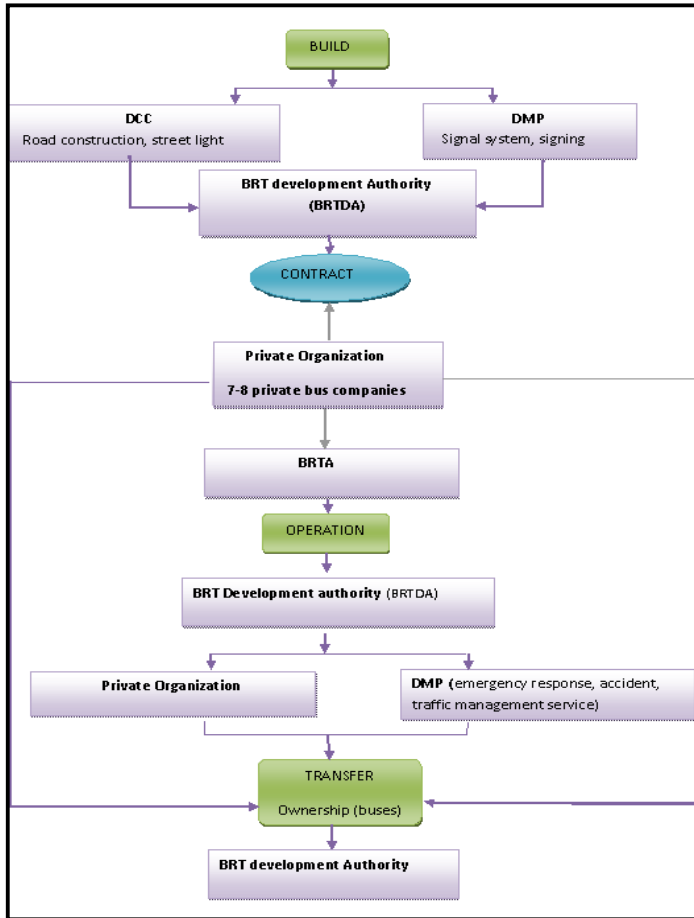 BUILD
DCC
Road construction, street light
DMP
Signal system, signing
BRT development Authority
(BRTDA)
CONTRACT
Private Organization
7-8 private bus companies
BRTA
OPERATION
BRT Development authority (BRTDA)
Private Organization
DMP (emergency response, accident,
traffic management service)
TRANSFER
Ownership (buses)
BRT development Authority